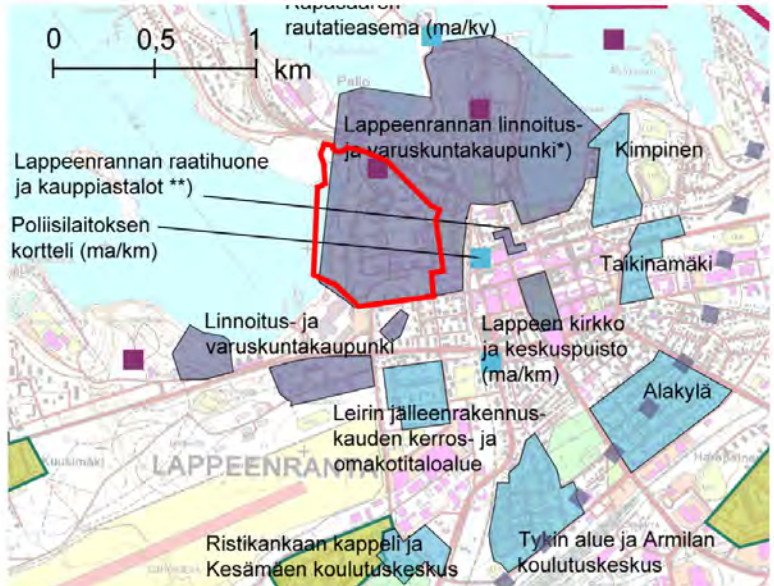 Rapasaaren
rautatieasema (ma/kv)
0 0,5 1
km
Pallo
Lappeenrannan linnoitus-
ja varuskuntakaupunki*)
Kimpinen
Lappeenrannan raatihuone
ja kauppiastalot **)
Poliisilaitoksen
kortteli (ma/km)
Taikinamäki
Linnoitus- ja
varuskuntakaupunki
Lappeen kirkko
ja keskuspuisto
(ma/km)
Alakylä
Leirin jälleenrakennus-
kauden kerros- ja
omakotitaloalue
Kuusimäki
LAPPEENRANTA
Ristikankaan kappeli ja
Kesämäen koulutuskeskus
Tykin alue ja Armilan
koulutuskeskus